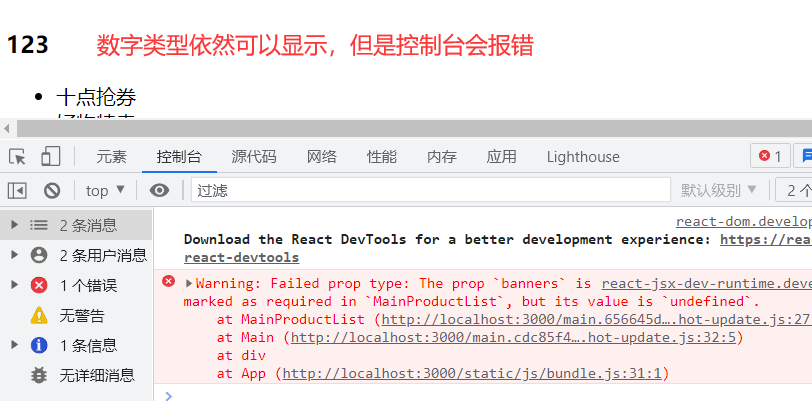 123 数字类型依然可以显示，但是控制台会报错
十点抢券
元素 控制台 源代码 网络 性能 内存 应用 Lighthouse 1
top 过滤 默认级别 2 个
2 条消息
2 条用户消息
1 个错误
无警告
1 条信息
无详细消息
react-dom.develop
Download the React DevTools for a better development experience: https://rea
react-devtools
Warning: Failed prop type: The prop `banners` is react-jsx-dev-runtime.deve
marked as required in `MainProductList`, but its value is `undefined`.
at MainProductList (http://localhost:3000/main.656645d….hot-update.js:27
at Main (http://localhost:3000/main.cdc85f4….hot-update.js:32:5)
at div
at App (http://localhost:3000/static/js/bundle.js:31:1)